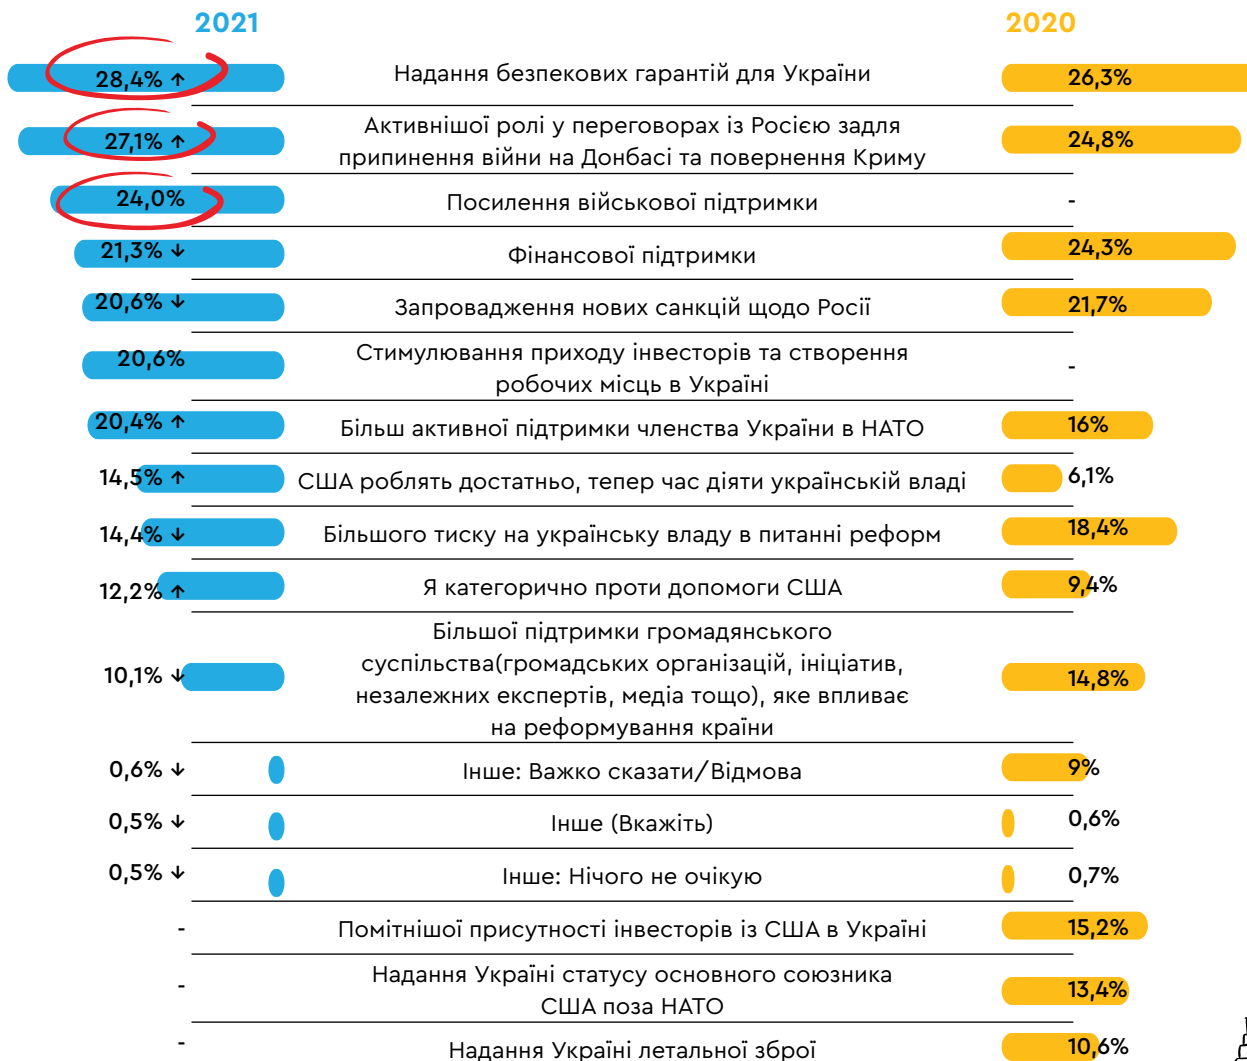 2021 2020
28,4% ↑ Надання безпекових гарантій для України 26,3%
Активнішої ролі у переговорах із Росією задля
27,1% ↑ припинення війни на Донбасі та повернення Криму 24,8%
24,0% Посилення військової підтримки -
21,3% ↓ Фінансової підтримки 24,3%
20,6% ↓ Запровадження нових санкцій щодо Росії 21,7%
Стимулювання приходу інвесторів та створення
20,6% робочих місць в Україні -
20,4% ↑ Більш активної підтримки членства України в НАТО 16%
14,5% ↑ США роблять достатньо, тепер час діяти українській владі 6,1%
14,4% ↓ Більшого тиску на українську владу в питанні реформ 18,4%
12,2% ↑ Я категорично проти допомоги США 9,4%
Більшої підтримки громадянського
суспільства(громадських організацій, ініціатив,
10,1% ↓ незалежних експертів, медіа тощо), яке впливає 14,8%
на реформування країни
0,6% ↓ Інше: Важко сказати/Відмова 9%
0,5% ↓ Інше (Вкажіть) 0,6%
0,5% ↓ Інше: Нічого не очікую 0,7%
- Помітнішої присутності інвесторів із США в Україні 15,2%
Надання Україні статусу основного союзника
- США поза НАТО 13,4%
- Надання Україні летальної зброї 10,6%